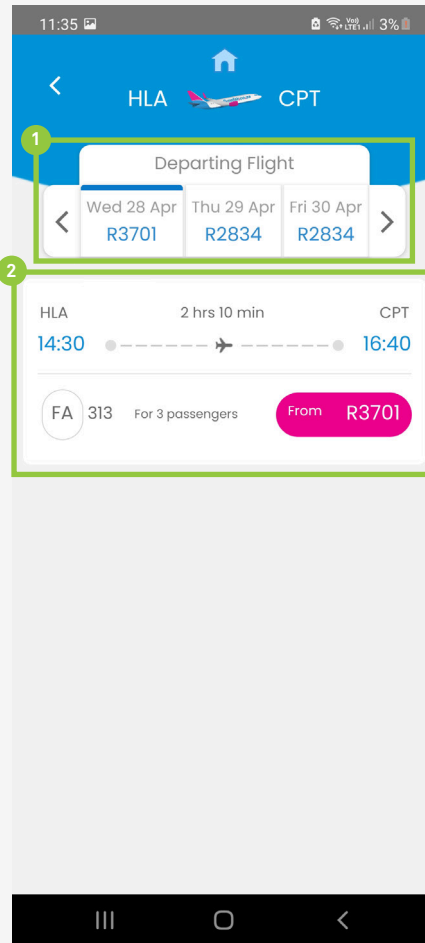 11:35 3%
HLA CPT
1
Departing Flight
Wed 28 Apr Thu 29 Apr Fri 30 Apr
R3701 R2834 R2834
2
HLA 2 hrs 10 min CPT
14:30 16:40
FA 313 For 3 passengers From R3701